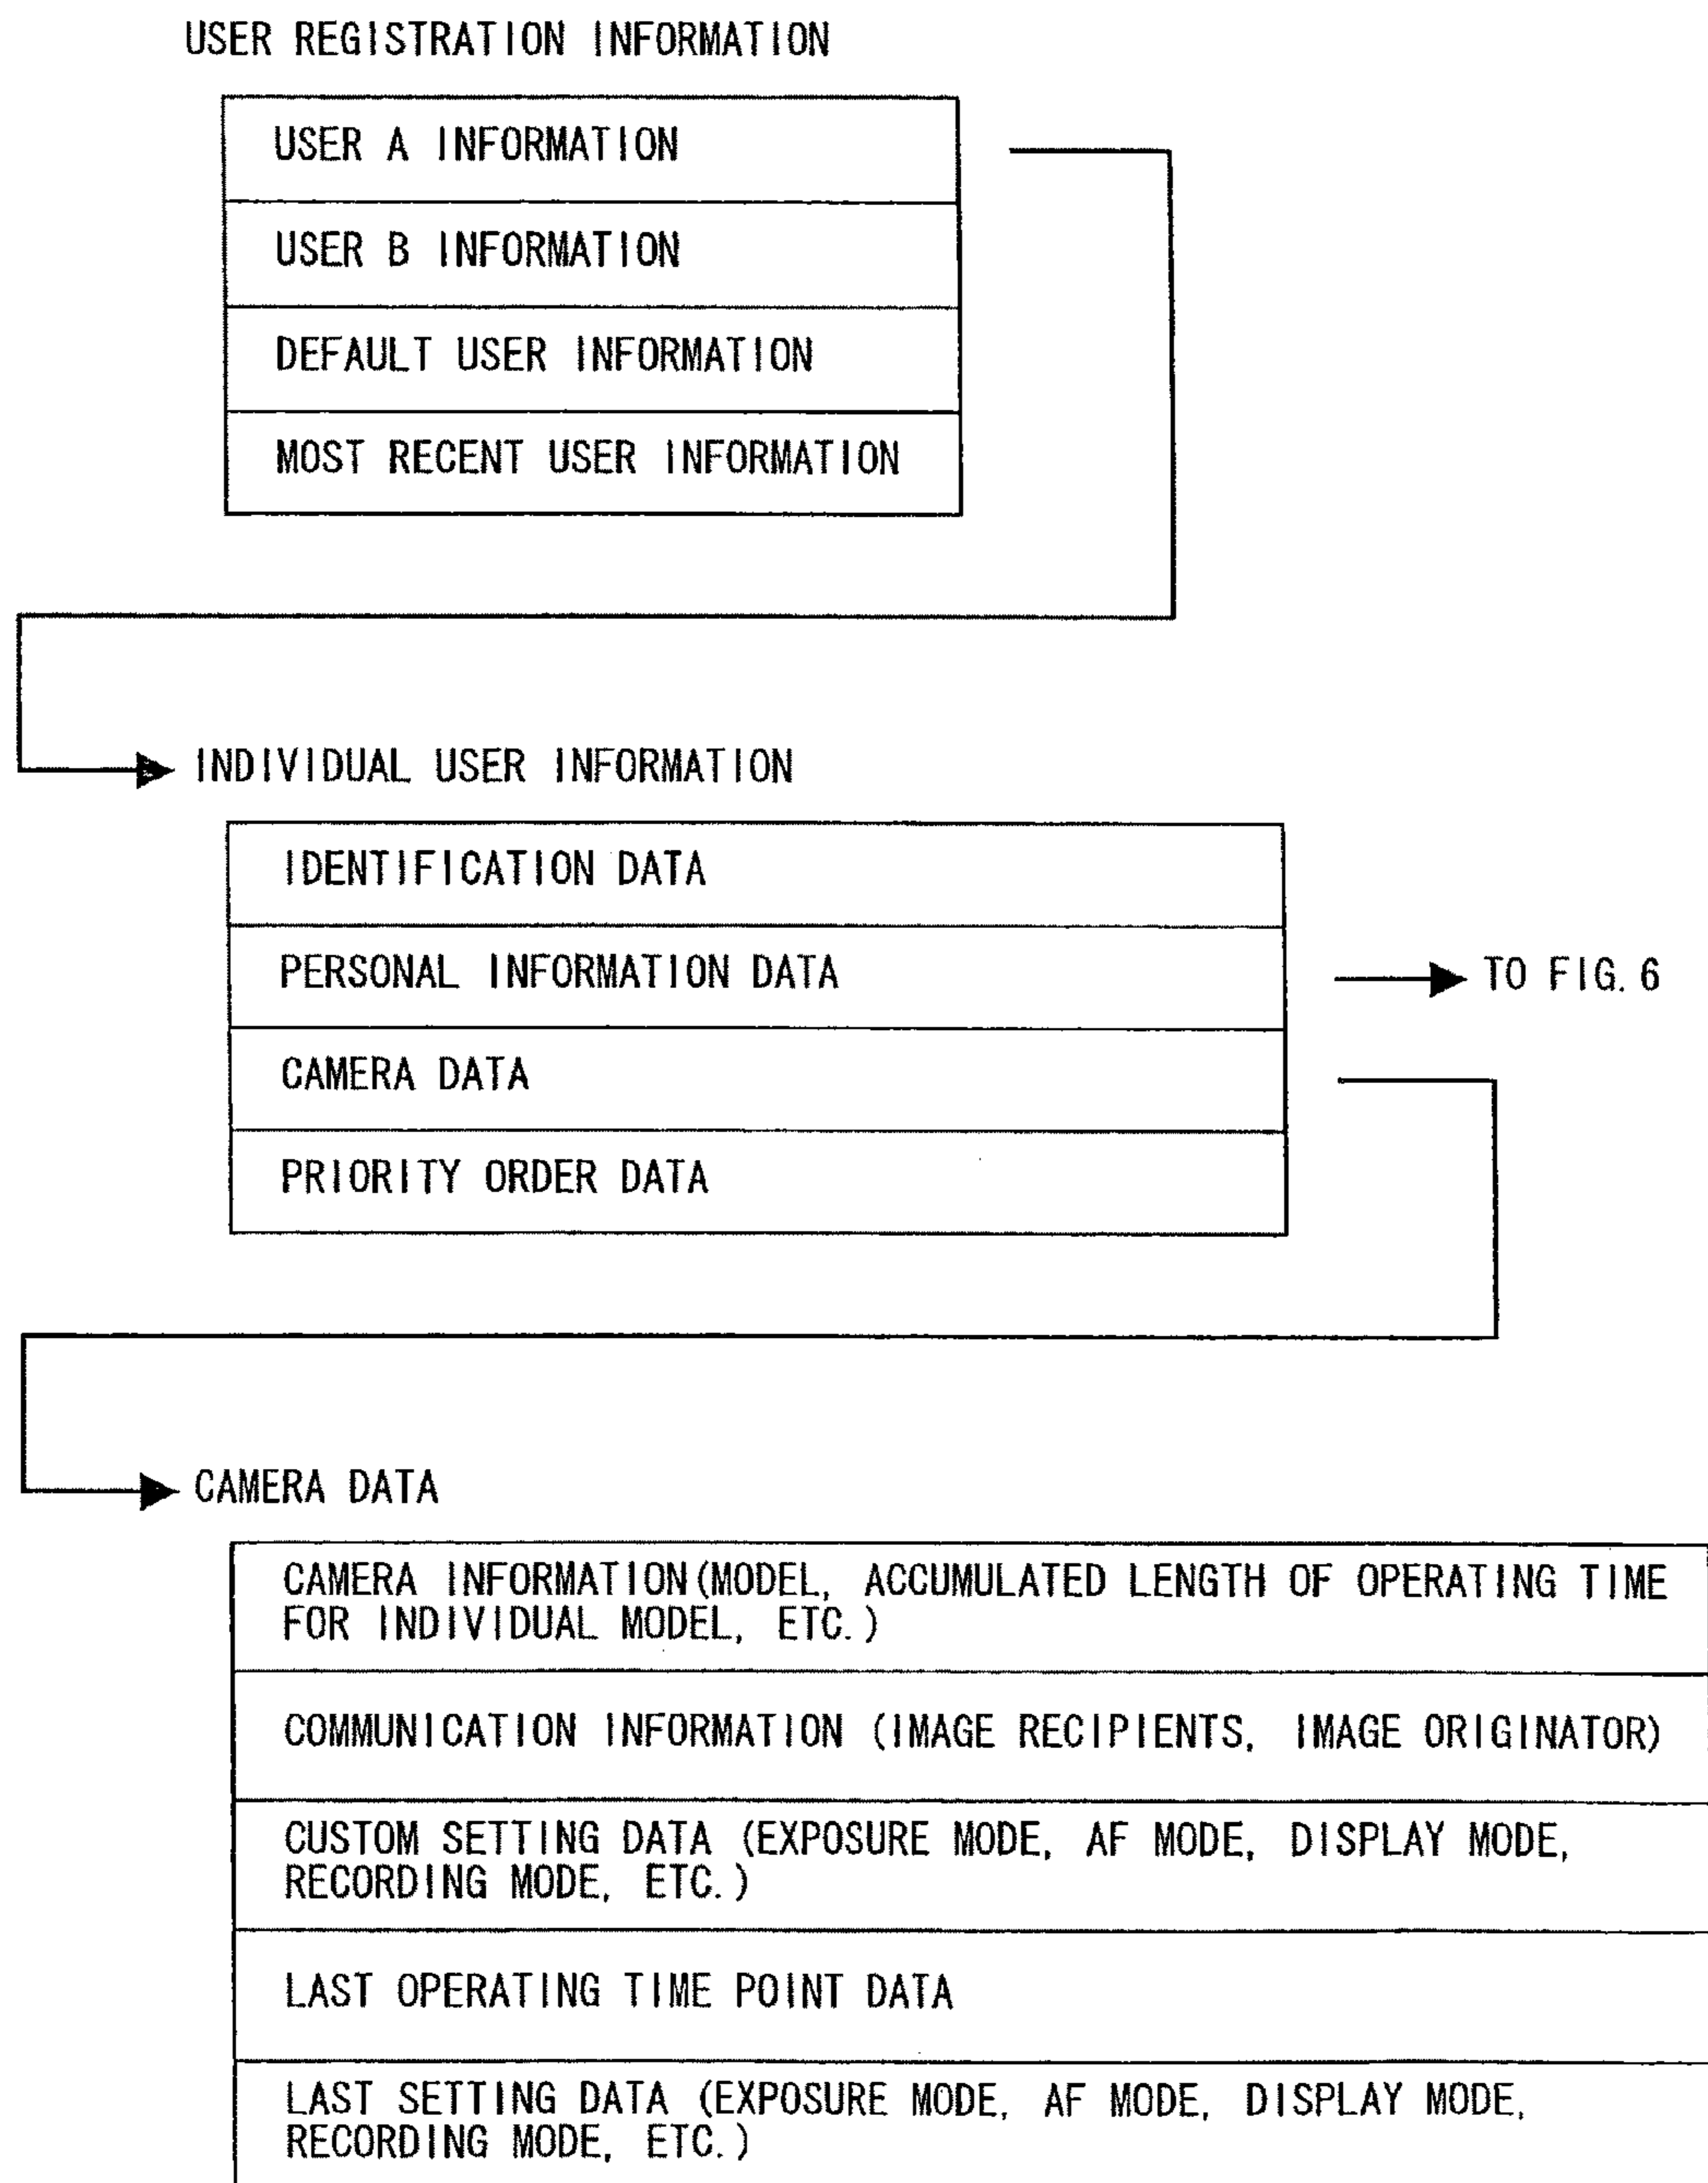 USER REGISTRATION INFORMATION
USER A INFORMATION
USER B INFORMATION
DEFAULT USER INFORMATION
MOST RECENT USER INFORMATION
INDIVIDUAL USER INFORMATION
IDENTIFICATION DATA
PERSONAL INFORMATION DATA
TO FIG. 6
CAMERA DATA
PRIORITY ORDER DATA
CAMERA DATA
CAMERA INFORMATION(MODEL, ACCUMULATED LENGTH OF OPERATING TIME
FOR INDIVIDUAL MODEL, ETC.)
COMMUNICATION INFORMATION (IMAGE RECIPIENTS, IMAGE ORIGINATOR)
CUSTOM SETTING DATA (EXPOSURE MODE, AF MODE, DISPLAY MODE,
RECORDING MODE, ETC.)
LAST OPERATING TIME POINT DATA
LAST SETTING DATA (EXPOSURE MODE, AF MODE, DISPLAY MODE,
RECORDING MODE, ETC.)